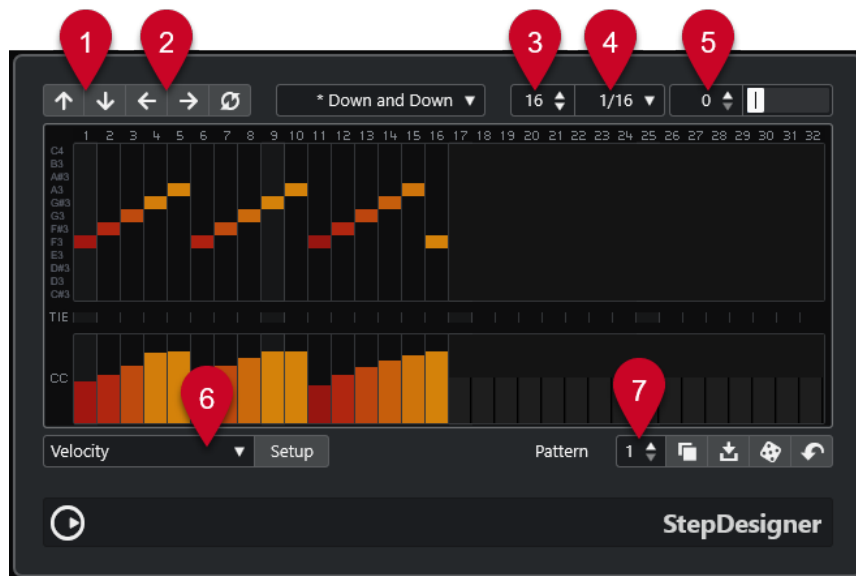 1 2 3 4 5
* Down and Down 16 1/16 0
1 2 3 4 5 6 7 8 9 10 11 12 13 14 15 16 17 18 19 20 21 22 23 24 25 26 27 28 29 30 31 32
C4
B3
A#3
A3
G#3
G3
F#3
F3
E3
D#3
D3
C#3
TIE
CC
6 7
Velocity Setup Pattern 1
StepDesigner